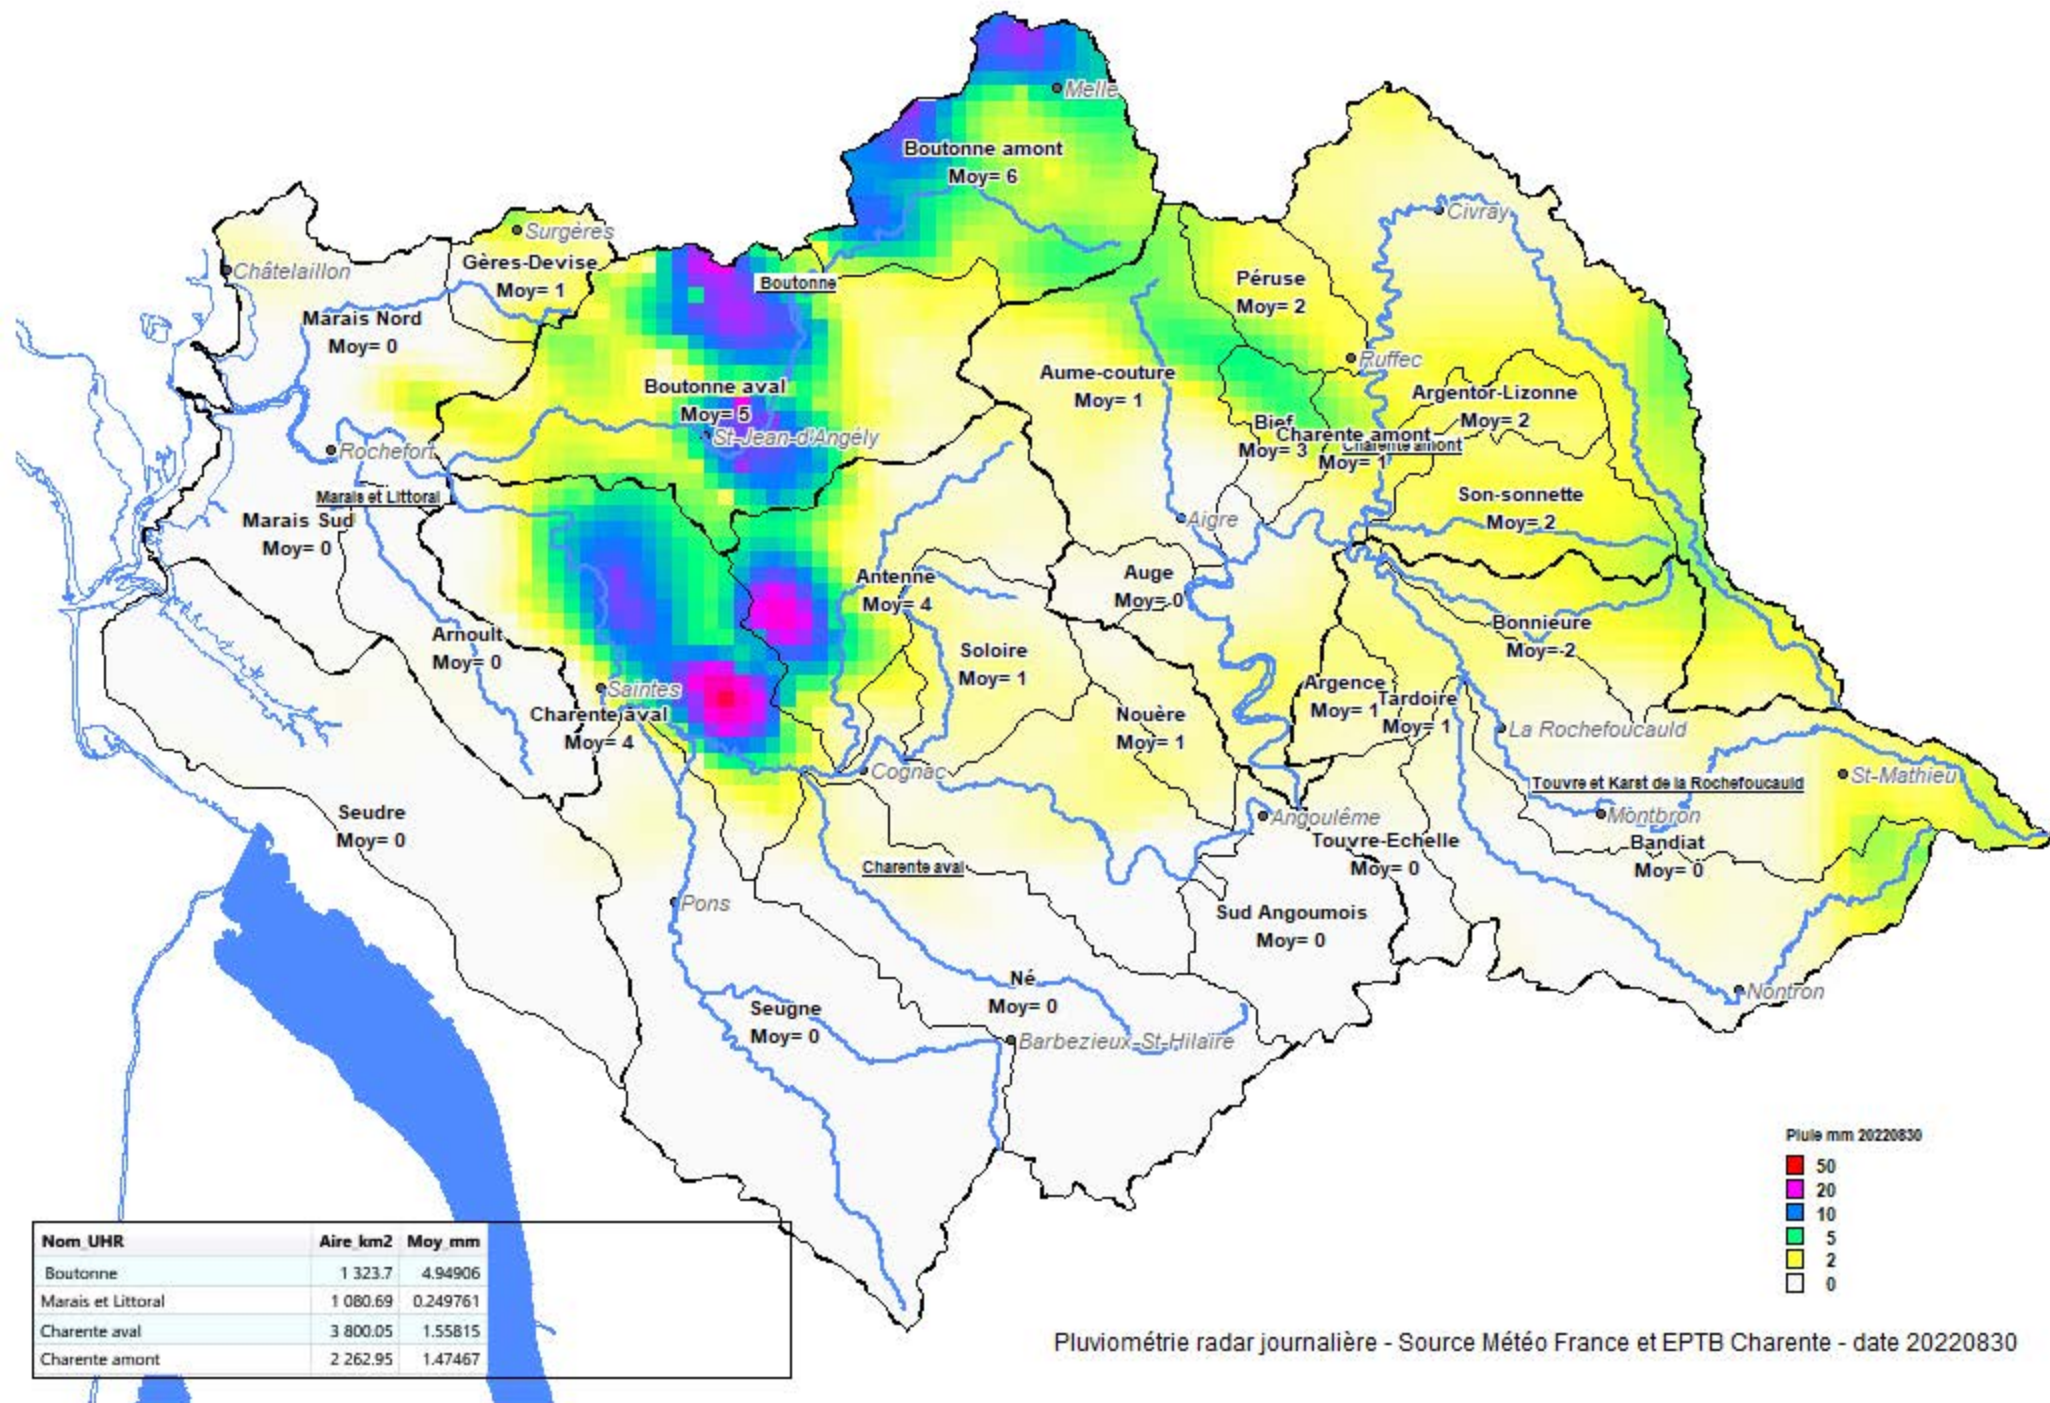 Melle
Boutonne amont
Moy= 6
Civray
Surgères
Châtelaillon
Gères-Devise
Moy= 1
Boutonne
Péruse
Moy= 2
Marais Nord
Moy= 0
Ruffec
Aume-couture
Moy= 1
Boutonne aval
Moy= 5
Argentor-Lizonne
Moy= 2
St-Jean-d'Angély
Bief
Moy= 3
Charente amont
Moy= 1
Charente amont
Rochefort
Marais et Littoral
Son-sonnette
Moy= 2
Marais Sud
Moy= 0
Aigre
Antenne
Moy= 4
Auge
Moy=-0
Bonnieure
Moy=-2
Arnoult
Moy= 0
Soloire
Moy= 1
Saintes
Argence
Moy= 1
Tardoire
Moy= 1
Charente aval
Moy= 4
Nouère
Moy= 1
La Rochefoucauld
Cognac
Touvre et Karst de la Rochefoucauld
St-Mathieu
Seudre
Moy= 0
Angoulême
Montbron
Touvre-Echelle
Moy= 0
Bandiat
Moy= 0
Charente aval
Pons
Sud Angoumois
Moy= 0
Né
Moy= 0
Nontron
Seugne
Moy= 0
Barbezieux-St-Hilaire
Pluie mm 20220830
50
20
10
5
2
0
Nom_UHR Aire_km2 Moy_mm
Boutonne 1 323.7 4.94906
Marais et Littoral 1 080.69 0.249761
Charente aval 3 800.05 1.55815
Charente amont 2 262.95 1.47467
Pluviométrie radar journalière - Source Météo France et EPTB Charente - date 20220830